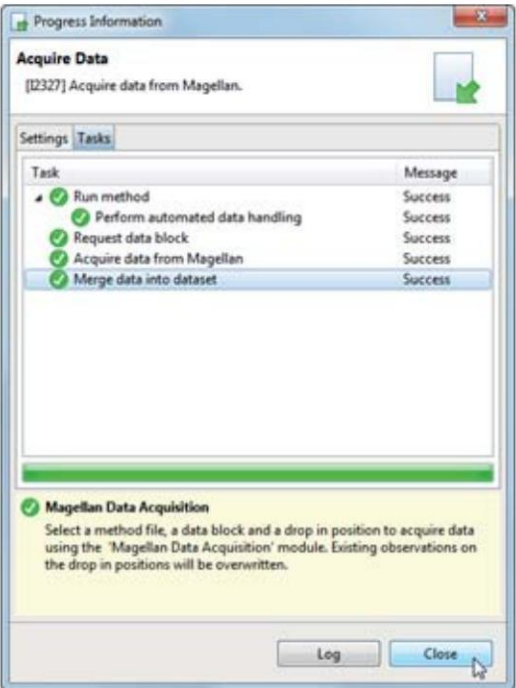 Progress Information
Acquire Data
[I2327] Acquire data from Magellan.
Settings Tasks
Task Message
Run method Success
Perform automated data handling Success
Request data block Success
Acquire data from Magellan Success
Merge data into dataset Success
Magellan Data Acquisition
Select a method file, a data block and a drop in position to acquire data
using the 'Magellan Data Acquisition' module. Existing observations on
the drop in positions will be overwritten.
Log Close